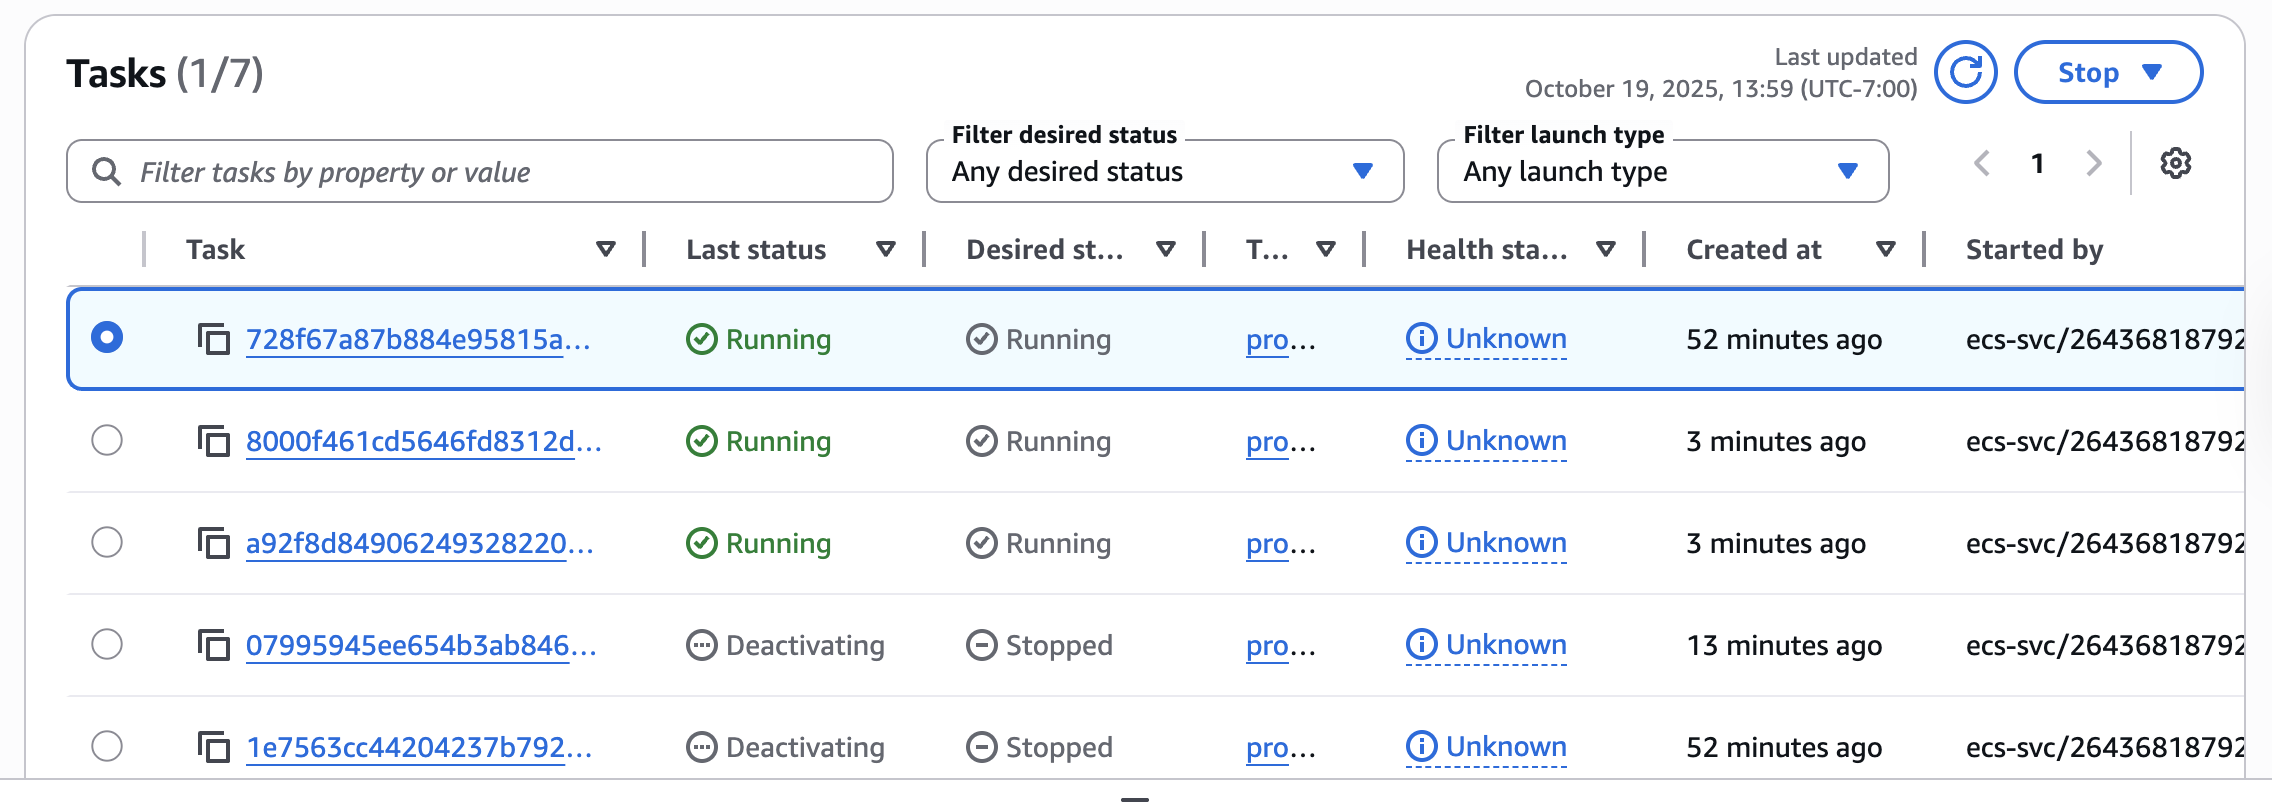 Tasks (1/7)
Last updated
October 19, 2025, 13:59 (UTC-7:00)
Stop
Filter tasks by property or value
Filter desired status
Any desired status
Filter launch type
Any launch type
1
Task Last status Desired st... T... Health sta... Created at Started by
728f67a87b884e95815a... Running Running pro... Unknown 52 minutes ago ecs-svc/26436818792
8000f461cd5646fd8312d... Running Running pro... Unknown 3 minutes ago ecs-svc/26436818792
a92f8d84906249328220... Running Running pro... Unknown 3 minutes ago ecs-svc/26436818792
07995945ee654b3ab846... Deactivating Stopped pro... Unknown 13 minutes ago ecs-svc/26436818792
1e7563cc44204237b792... Deactivating Stopped pro... Unknown 52 minutes ago ecs-svc/26436818792